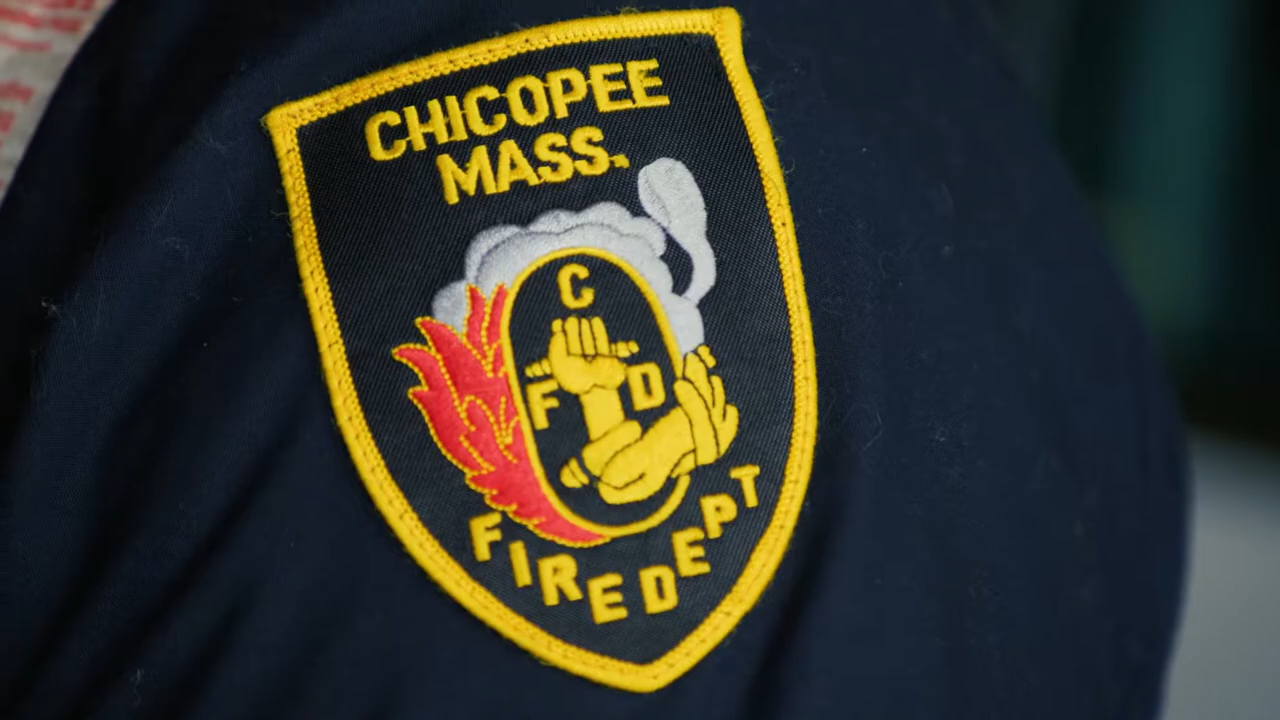 CHICOPEE
MASS.
C
F D
FIRE DEPT